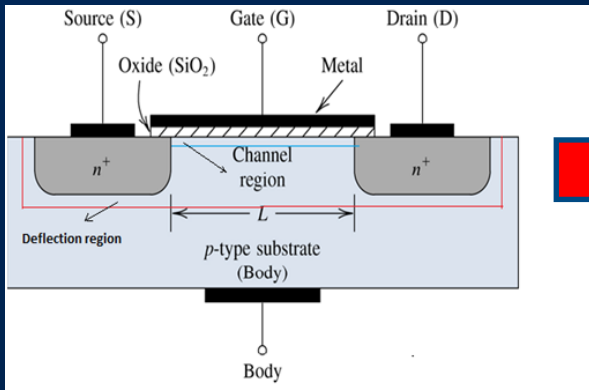 Source (S)
Gate (G)
Drain (D)
Oxide (SiO₂)
Metal
n⁺
Channel
region
n⁺
L
Deflection region
p-type substrate
(Body)
Body